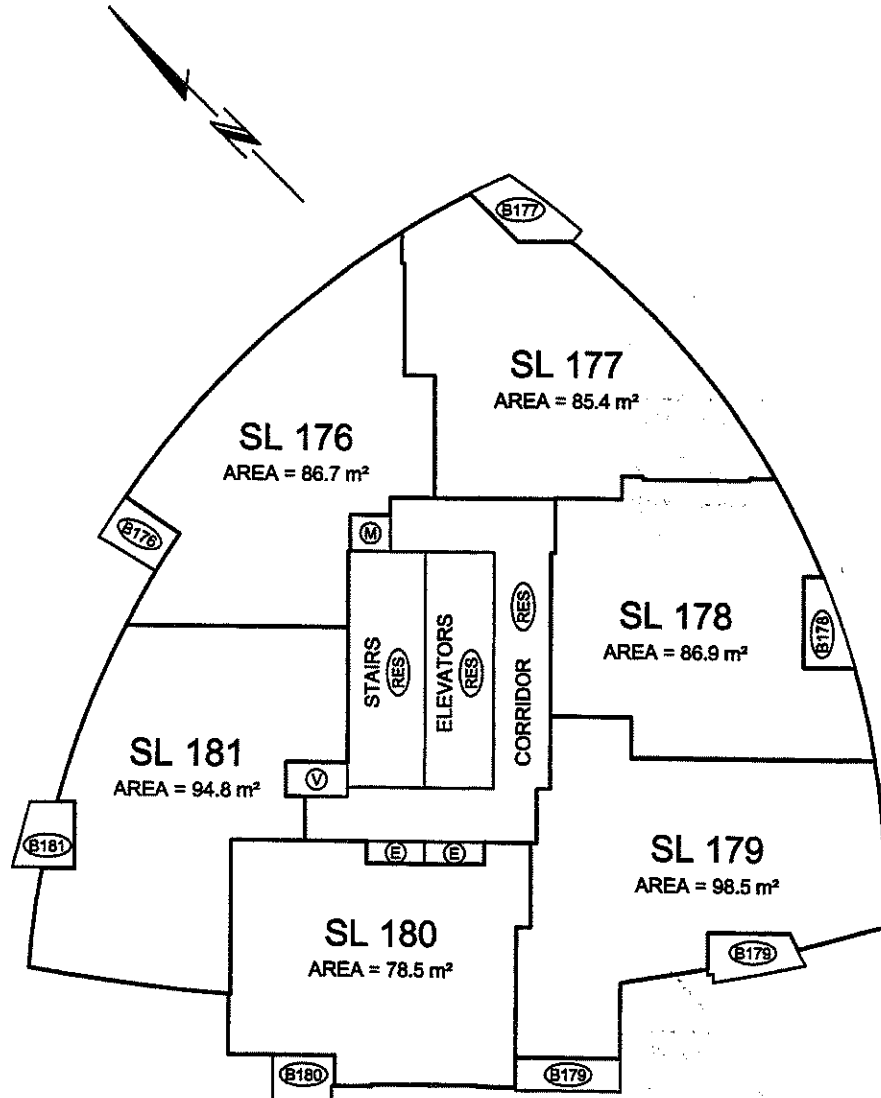 B177
SL 177
AREA = 85.4 m²
SL 176
AREA = 86.7 m²
B176
M
RES
SL 178
AREA = 86.9 m²
B178
STAIRS
RES
ELEVATORS
RES
CORRIDOR
SL 181
AREA = 94.8 m²
V
B181
E
E
SL 179
AREA = 98.5 m²
SL 180
AREA = 78.5 m²
B179
B180
B179